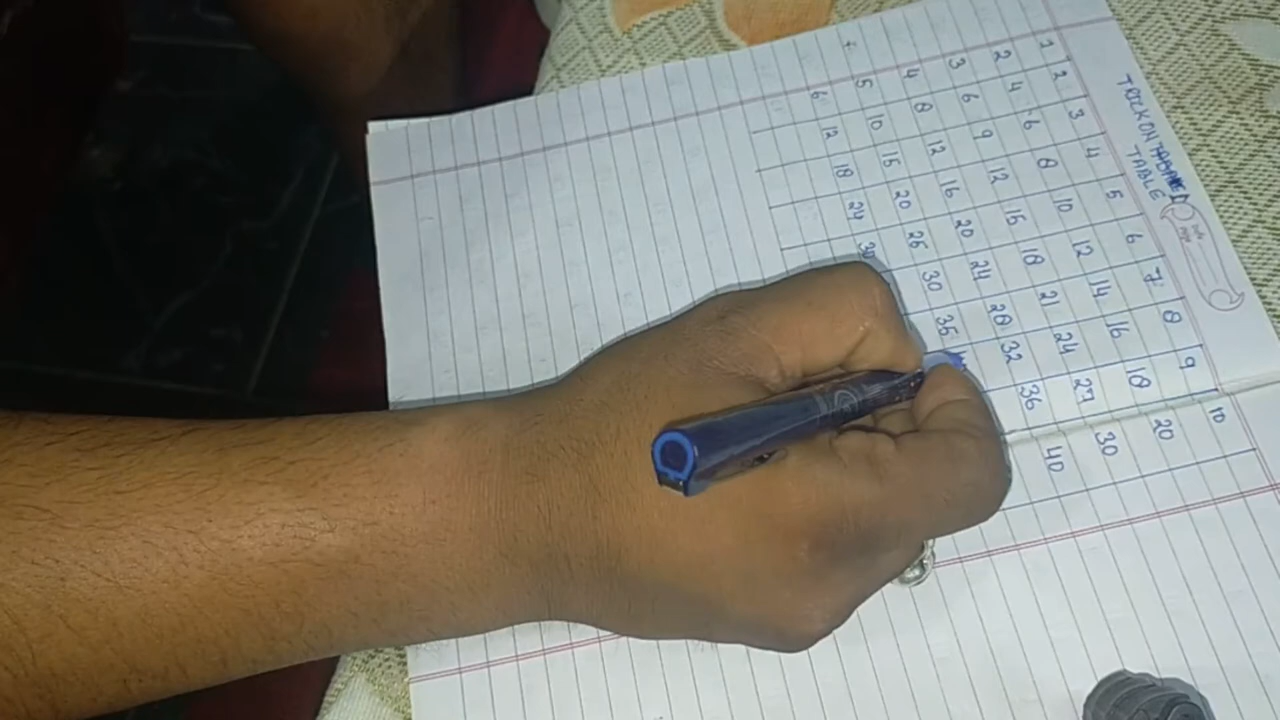 TRICK ON
TABLE
1 2 3 4 5 6 7 8 9 10
2 4 6 8 10 12 14 16 18 20
3 6 9 12 15 18 21 24 27 30
4 8 12 16 20 24 28 32 36 40
5 10 15 20 25 30 35
6 12 18 24 30